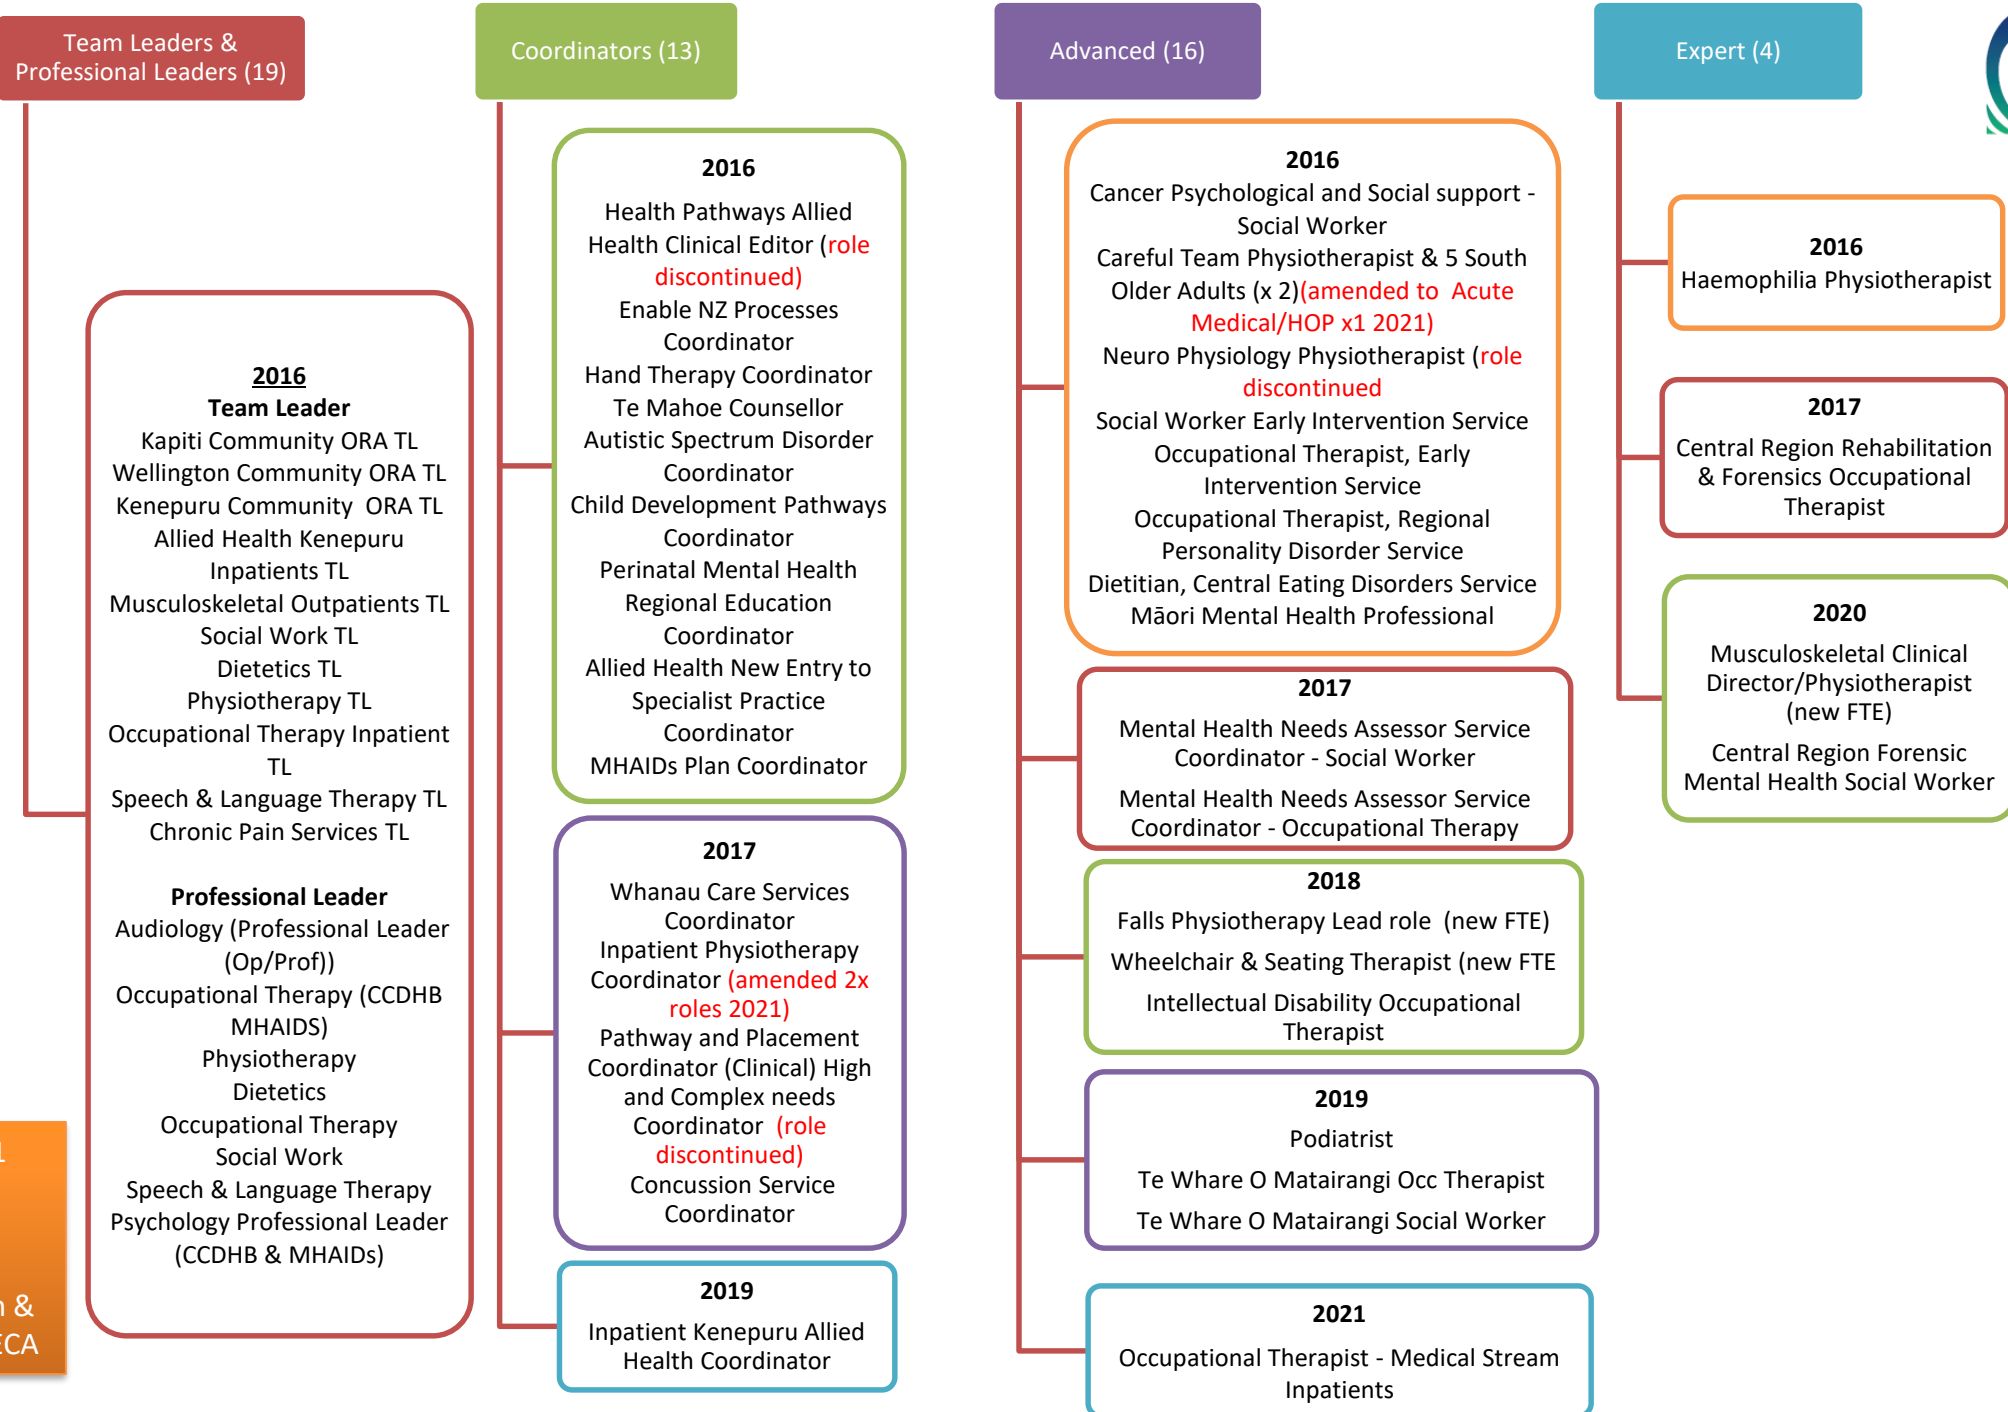 Team Leaders &
Professional Leaders (19)
2016
Team Leader
Kapiti Community ORA TL
Wellington Community ORA TL
Kenepuru Community  ORA TL
Allied Health Kenepuru
Inpatients TL
Musculoskeletal Outpatients TL
Social Work TL
Dietetics TL
Physiotherapy TL
Occupational Therapy Inpatient
TL
Speech & Language Therapy TL
Chronic Pain Services TL
Professional Leader
Audiology (Professional Leader
(Op/Prof))
Occupational Therapy (CCDHB
MHAIDS)
Physiotherapy
Dietetics
Occupational Therapy
Social Work
Speech & Language Therapy
Psychology Professional Leader
(CCDHB & MHAIDs)
&
Coordinators (13)
2016
Health Pathways Allied
Health Clinical Editor (role
discontinued)
Enable NZ Processes
Coordinator
Hand Therapy Coordinator
Te Mahoe Counsellor
Autistic Spectrum Disorder
Coordinator
Child Development Pathways
Coordinator
Perinatal Mental Health
Regional Education
Coordinator
Allied Health New Entry to
Specialist Practice
Coordinator
MHAIDs Plan Coordinator
2017
Whanau Care Services
Coordinator
Inpatient Physiotherapy
Coordinator (amended 2x
roles 2021)
Pathway and Placement
Coordinator (Clinical) High
and Complex needs
Coordinator  (role
discontinued)
Concussion Service
Coordinator
2019
Inpatient Kenepuru Allied
Health Coordinator
Advanced (16)
2016
Cancer Psychological and Social support -
Social Worker
Careful Team Physiotherapist & 5 South
Older Adults (x 2)(amended to  Acute
Medical/HOP x1 2021)
Neuro Physiology Physiotherapist (role
discontinued
Social Worker Early Intervention Service
Occupational Therapist, Early
Intervention Service
Occupational Therapist, Regional
Personality Disorder Service
Dietitian, Central Eating Disorders Service
Māori Mental Health Professional
2017
Mental Health Needs Assessor Service
Coordinator - Social Worker
Mental Health Needs Assessor Service
Coordinator - Occupational Therapy
2018
Falls Physiotherapy Lead role  (new FTE)
Wheelchair & Seating Therapist (new FTE
Intellectual Disability Occupational
Therapist
2019
Podiatrist
Te Whare O Matairangi Occ Therapist
Te Whare O Matairangi Social Worker
2021
Occupational Therapist - Medical Stream
Inpatients
Expert (4)
2016
Haemophilia Physiotherapist
2017
Central Region Rehabilitation
& Forensics Occupational
Therapist
2020
Musculoskeletal Clinical
Director/Physiotherapist
(new FTE)
Central Region Forensic
Mental Health Social Worker